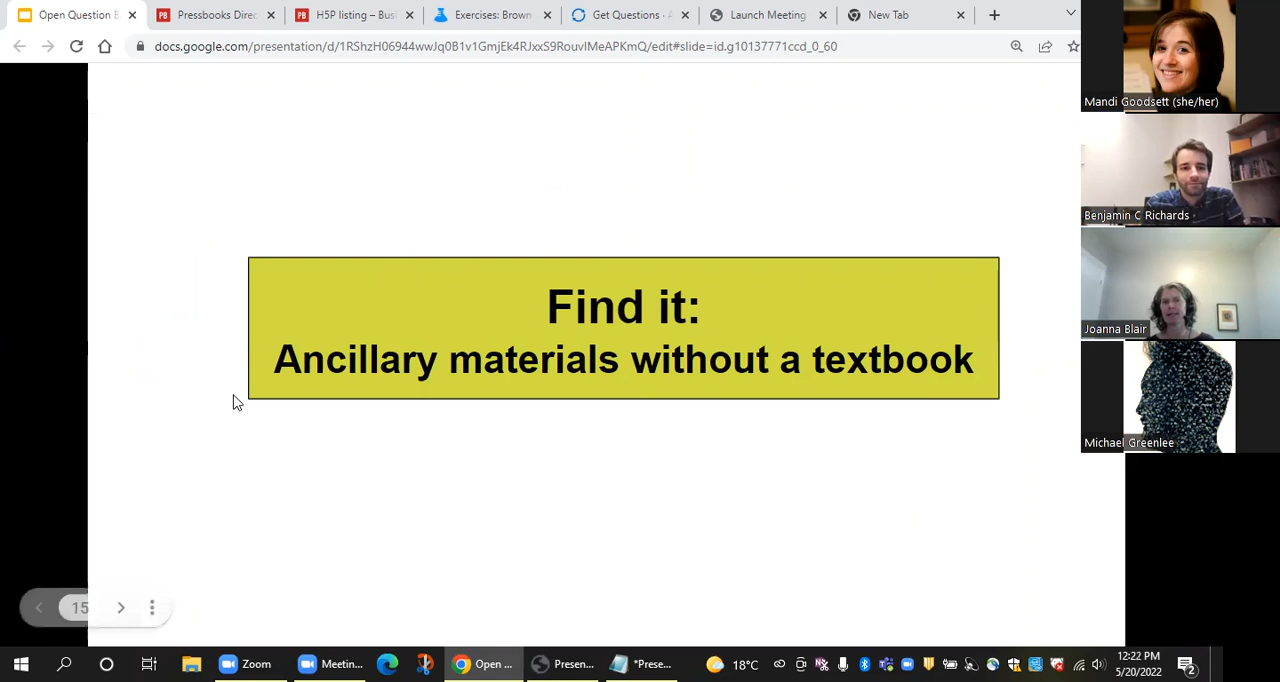 Open Question B
Pressbooks Direc
H5P listing – Busi
Exercises: Brown
Get Questions · A
Launch Meeting
New Tab
docs.google.com/presentation/d/1RShzH06944wwJq0B1v1GmjEk4RJxxS9RouvIMeAPKmQ/edit#slide=id.g10137771ccd_0_60
Mandi Goodsett (she/her)
Benjamin C Richards
Joanna Blair
Michael Greenlee
Find it:
Ancillary materials without a textbook
15
Zoom
Meetin...
Open ...
Presen...
*Prese...
18°C
12:22 PM
5/20/2022
2